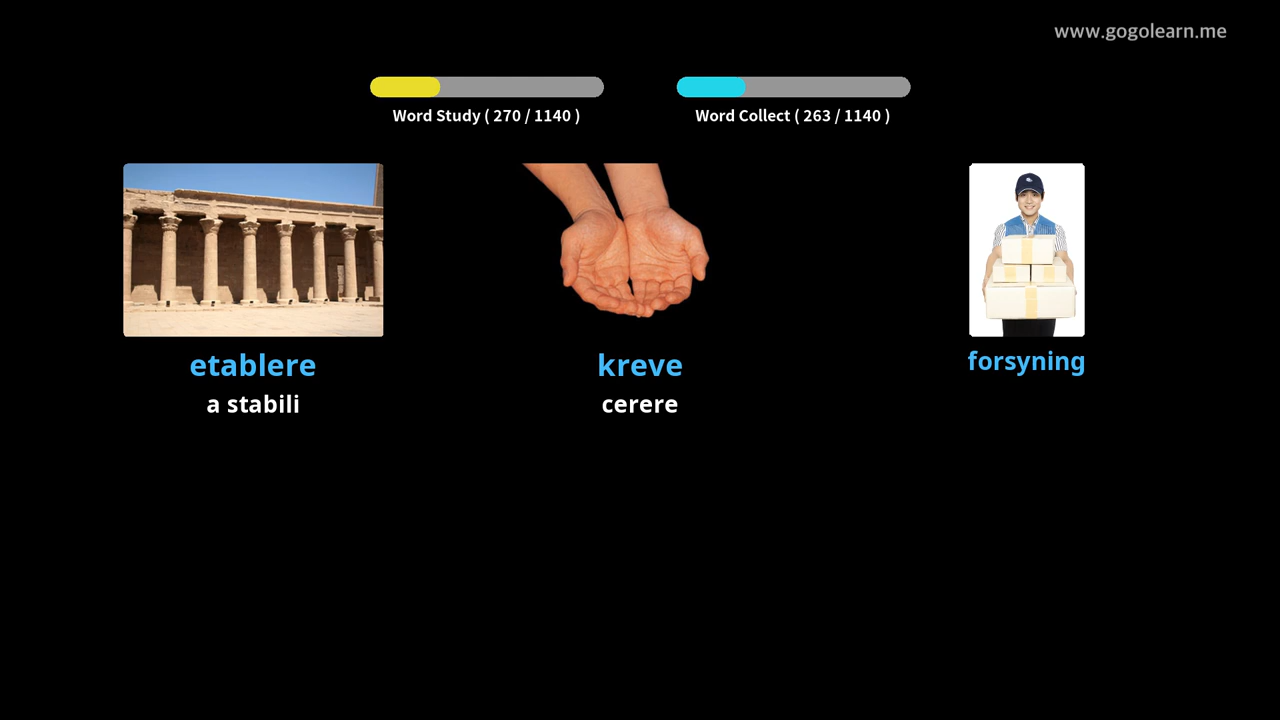 www.gogolearn.me
Word Study ( 270 / 1140 )
Word Collect ( 263 / 1140 )
etablere
kreve
forsyning
a stabili
cerere